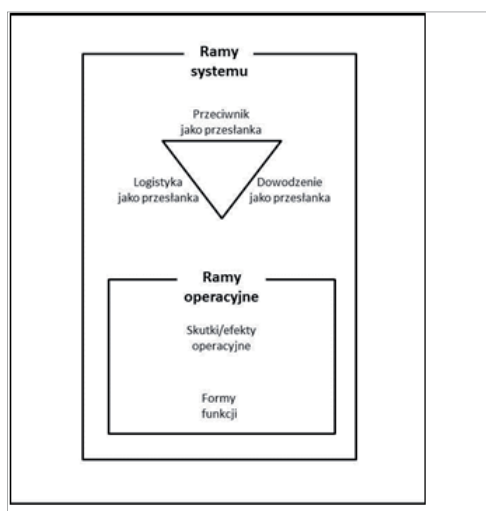 Ramy
systemu
Przeciwnik
jako przesłanka
Logistyka
jako przesłanka
Dowodzenie
jako przesłanka
Ramy
operacyjne
Skutki/efekty
operacyjne
Formy
funkcji